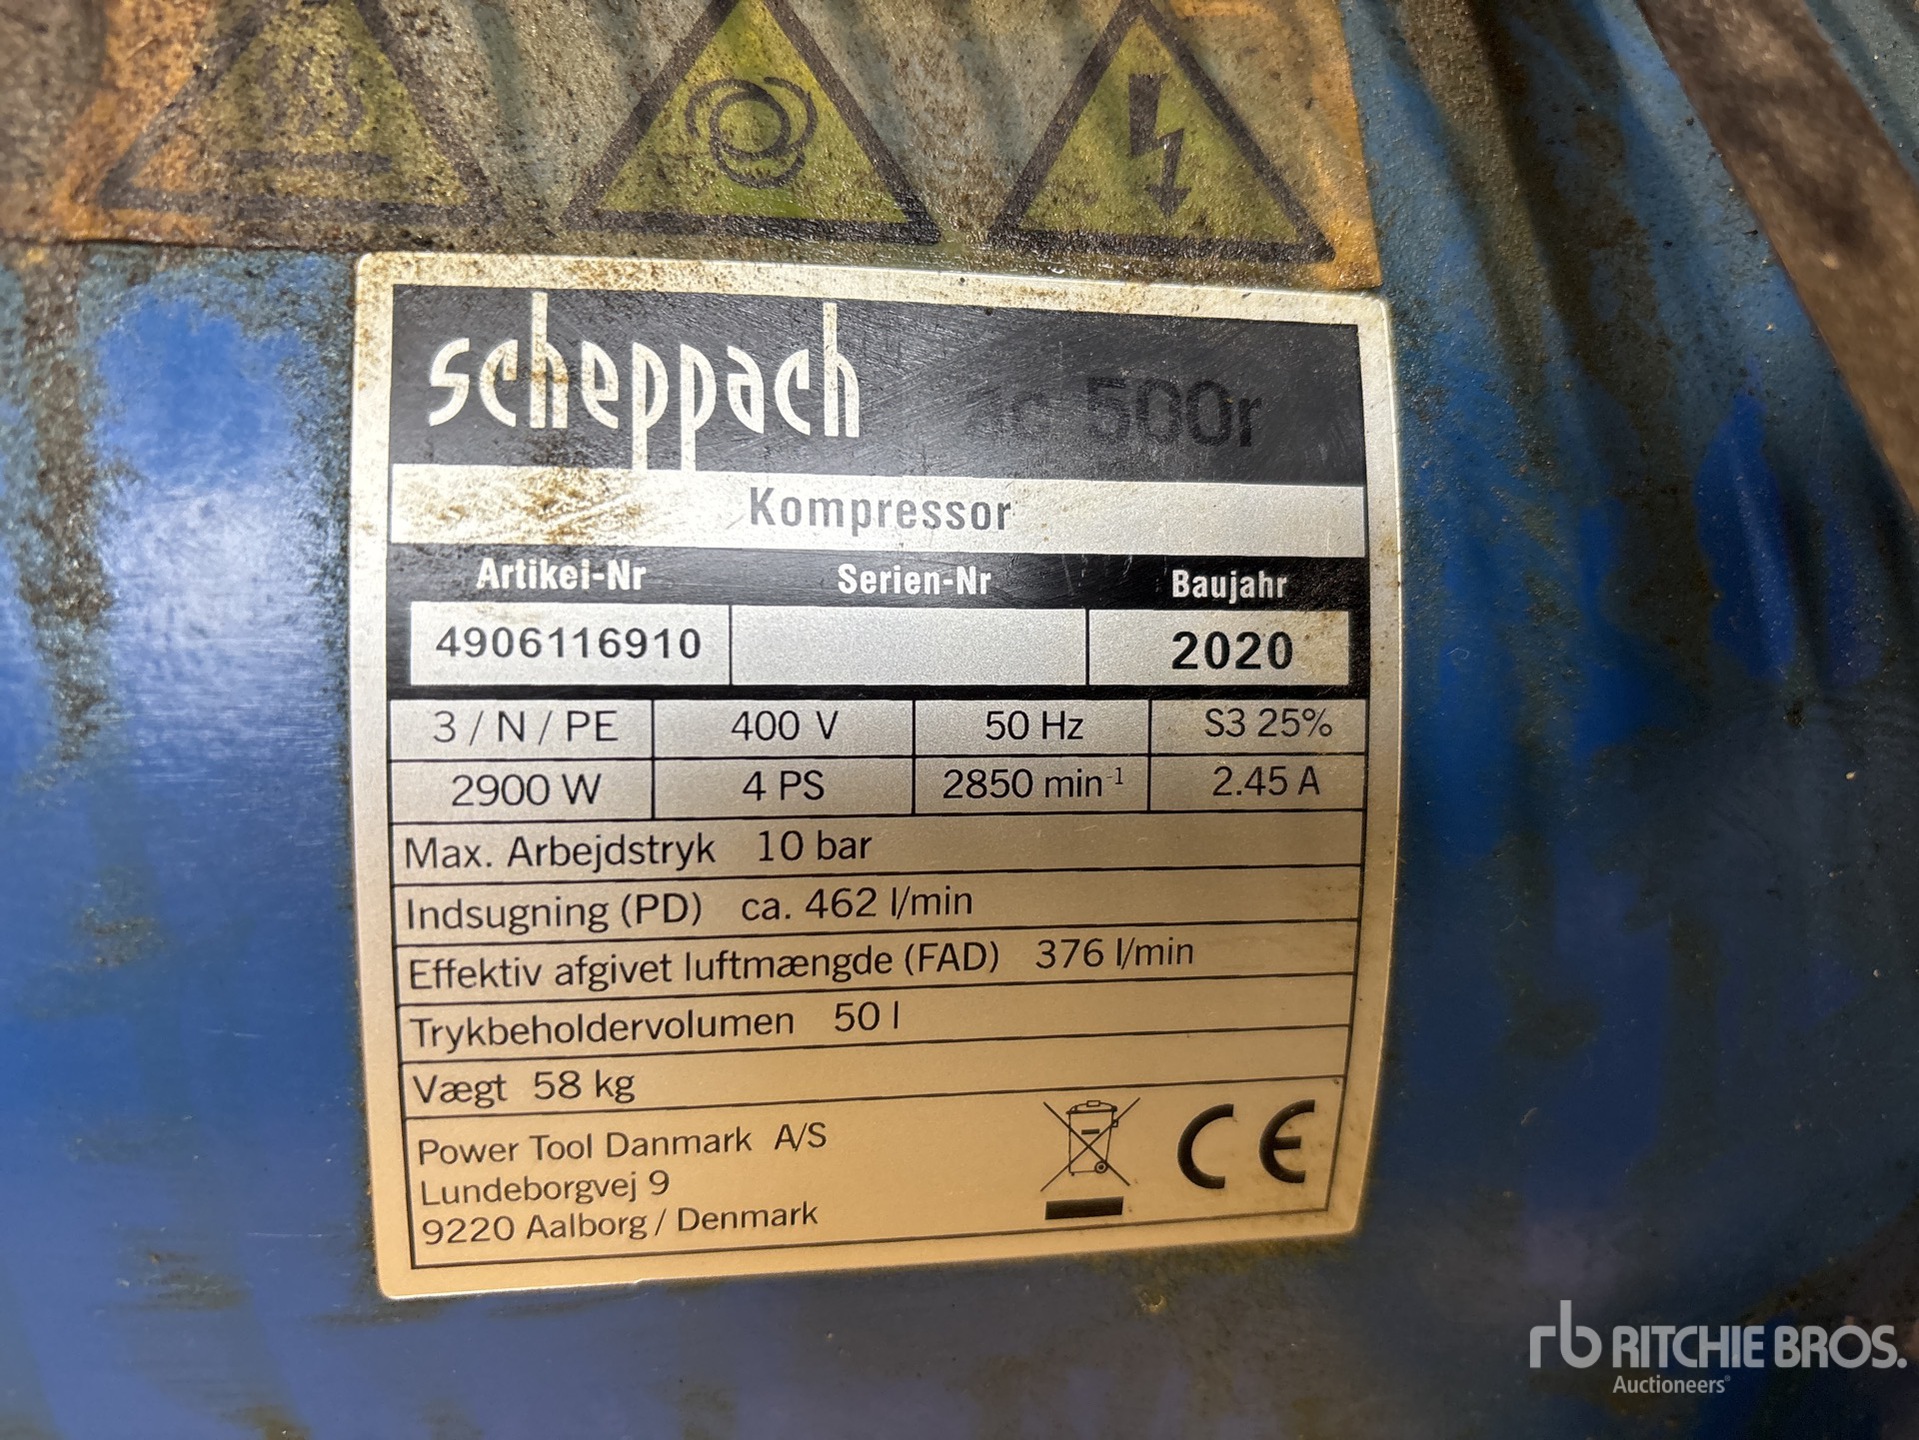 scheppach 500r
Kompressor
Artikel-Nr Serien-Nr Baujahr
4906116910 2020
3 / N / PE 400 V 50 Hz S3 25%
2900 W 4 PS 2850 min⁻¹ 2.45 A
Max. Arbejdstryk 10 bar
Indsugning (PD) ca. 462 l/min
Effektiv afgivet luftmængde (FAD) 376 l/min
Trykbeholdervolumen 50 l
Vægt 58 kg
Power Tool Danmark A/S
Lundeborgvej 9
9220 Aalborg / Denmark
CE
rb RITCHIE BROS.
Auctioneers®